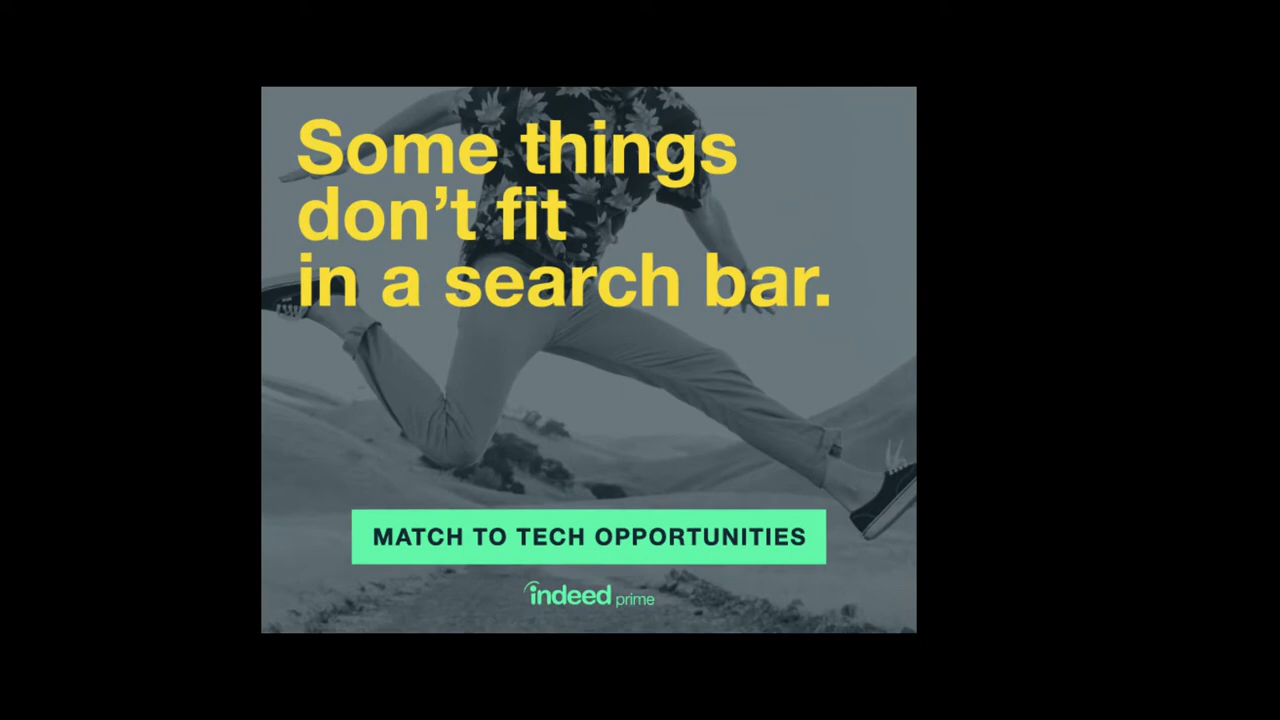 Some things
don’t fit
in a search bar.
MATCH TO TECH OPPORTUNITIES
indeed prime